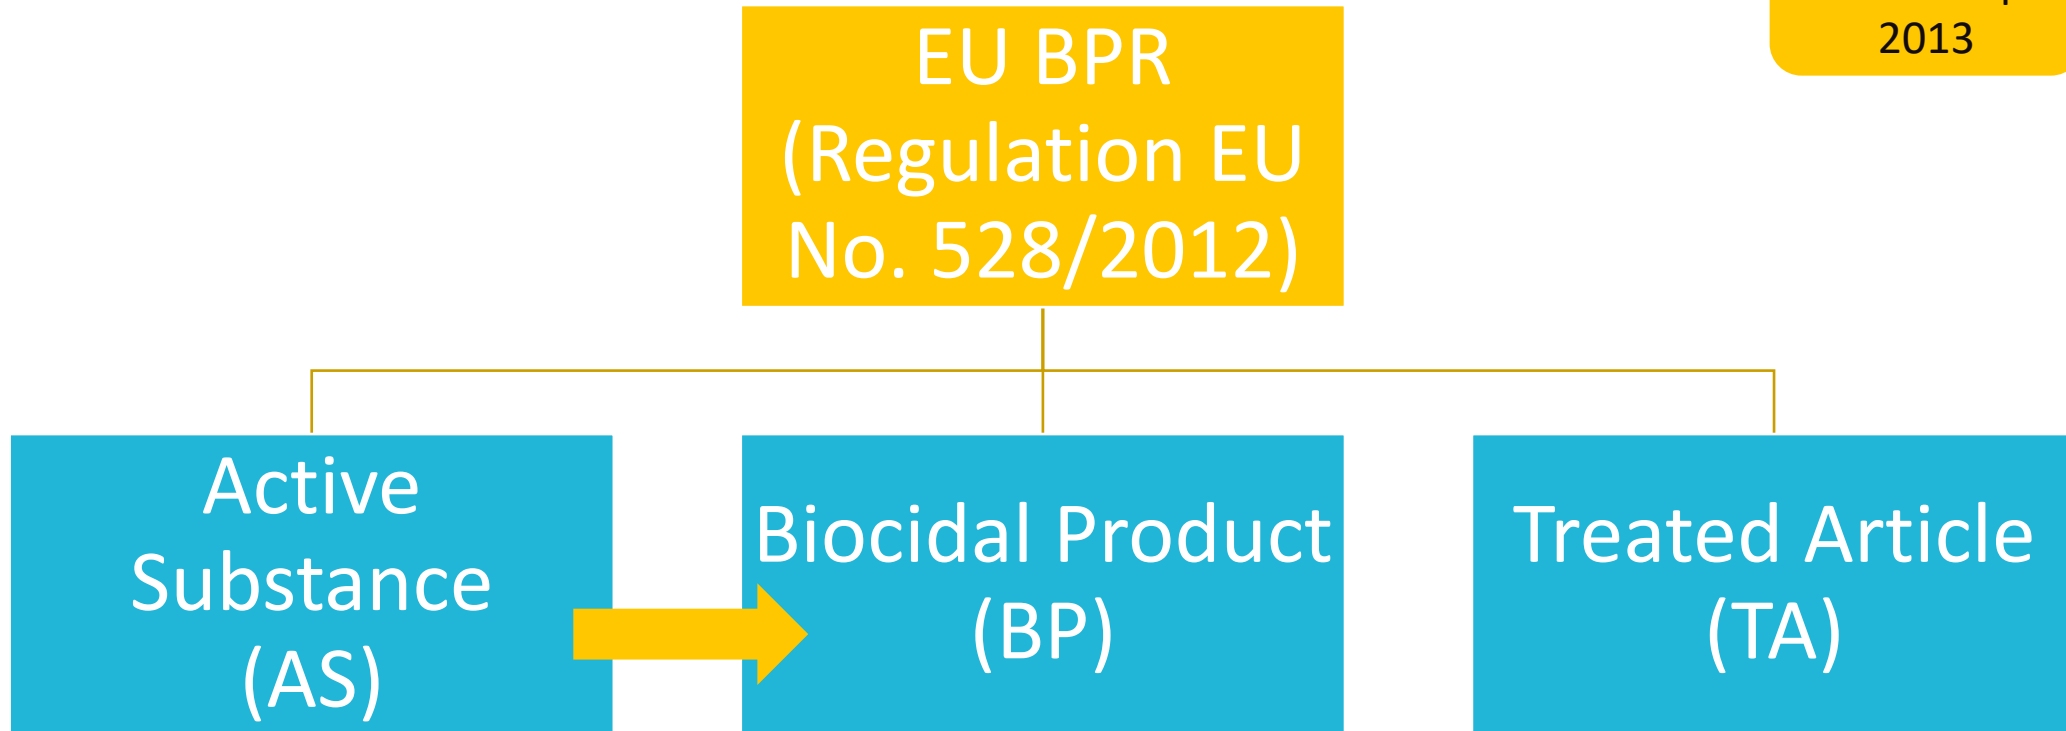 2013
EU BPR
(Regulation EU
No. 528/2012)
Active
Substance
(AS)
Biocidal Product
(BP)
Treated Article
(TA)